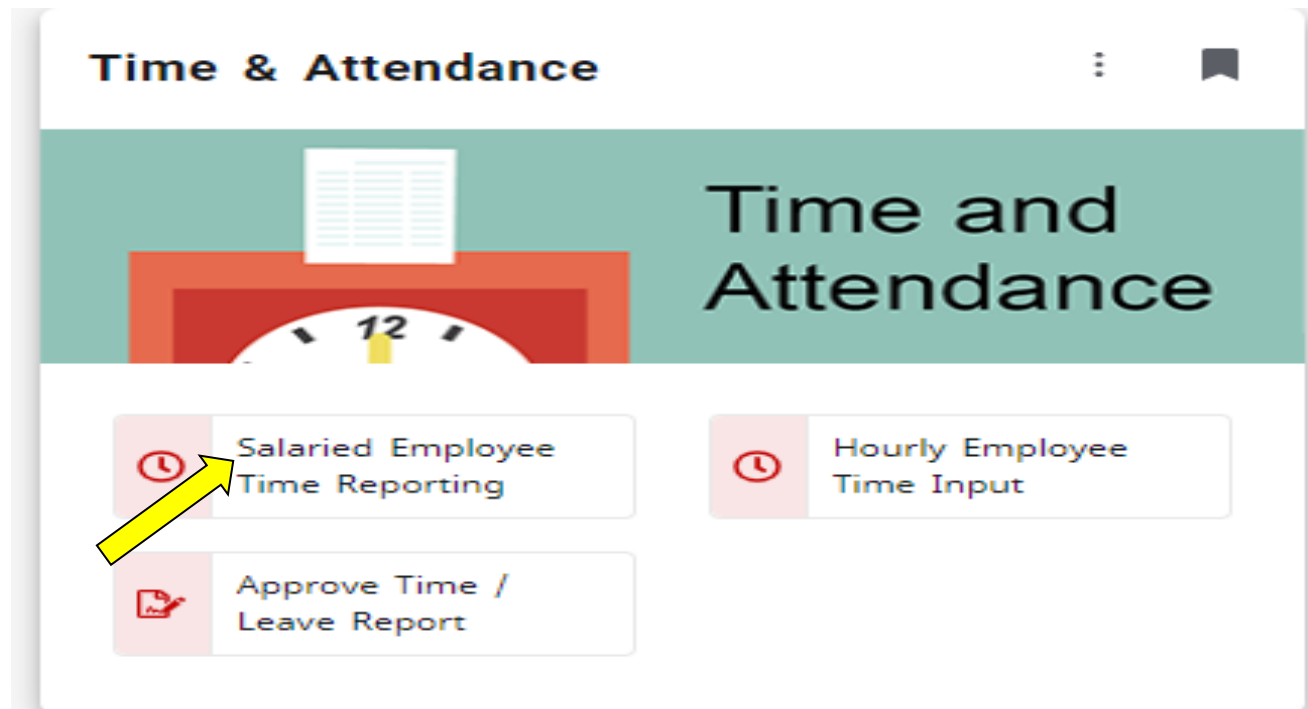 Time & Attendance
Time and
Attendance
12
Salaried Employee
Time Reporting
Hourly Employee
Time Input
Approve Time /
Leave Report